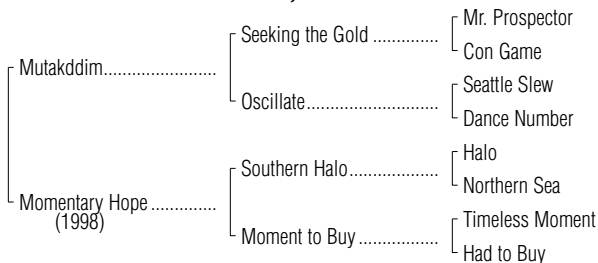 Mr. Prospector
Seeking the Gold ..............
Con Game
Mutakddim........................
Seattle Slew
Oscillate............................
Dance Number
Halo
Southern Halo...................
Northern Sea
Momentary Hope ..............
(1998)
Timeless Moment
Moment to Buy .................
Had to Buy